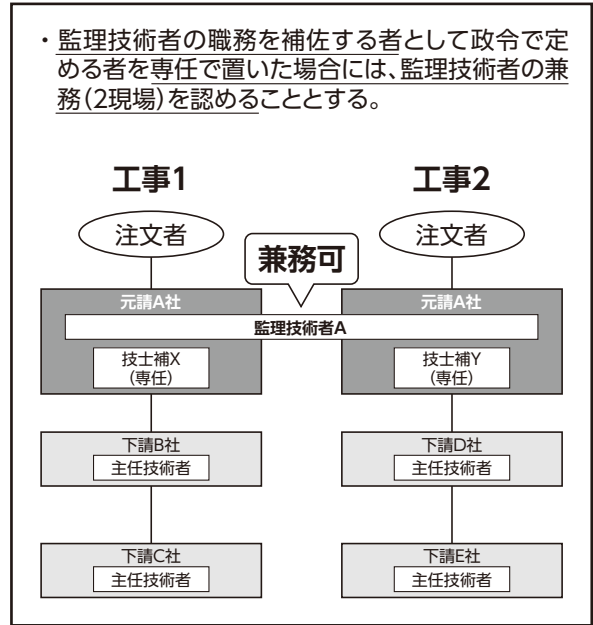 ・監理技術者の職務を補佐する者として政令で定
める者を専任で置いた場合には、監理技術者の兼
務(2現場)を認めることとする。
工事1
工事2
注文者
注文者
兼務可
元請A社
元請A社
監理技術者A
技士補X
(専任)
技士補Y
(専任)
下請B社
主任技術者
下請D社
主任技術者
下請C社
主任技術者
下請E社
主任技術者